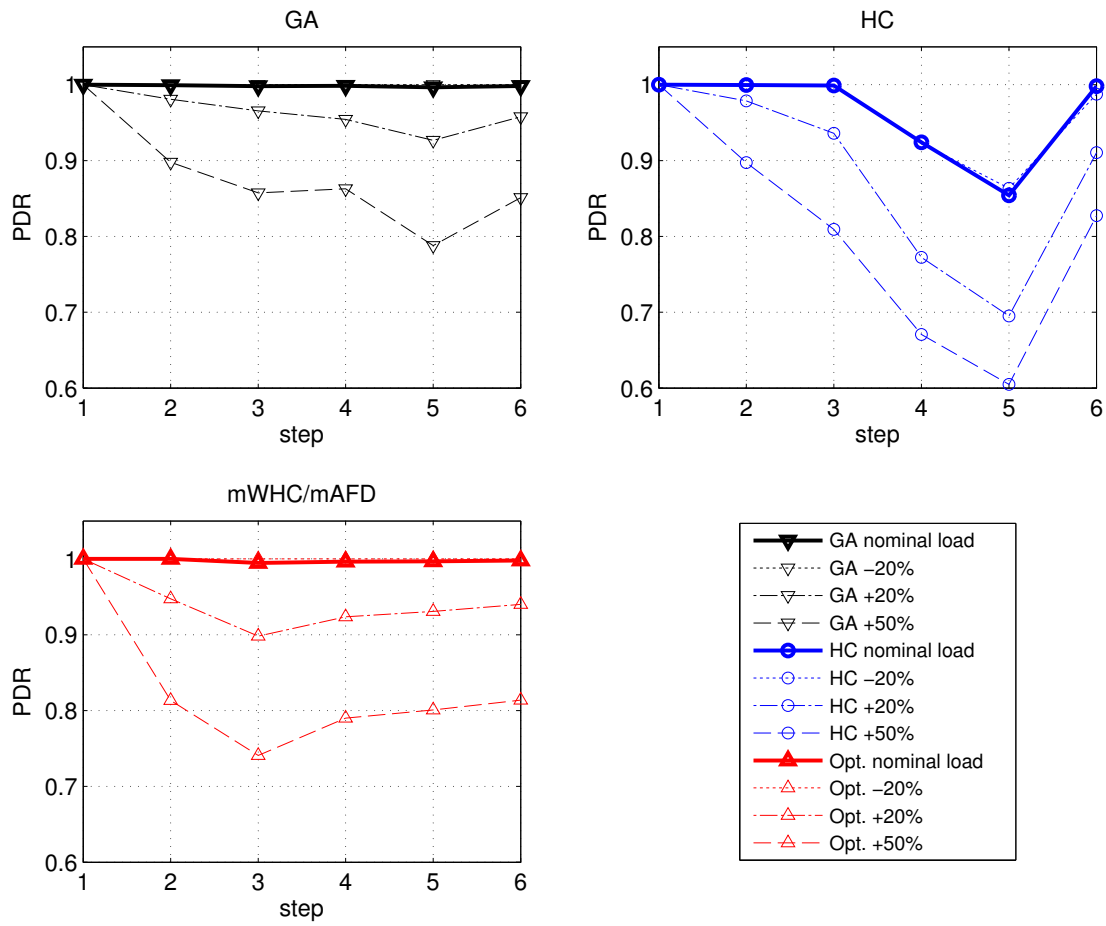 GA
1
0.9
0.8
0.7
0.6
PDR
1 2 3 4 5 6
step
HC
1
0.9
0.8
0.7
0.6
PDR
1 2 3 4 5 6
step
mWHC/mAFD
1
0.9
0.8
0.7
0.6
PDR
1 2 3 4 5 6
step
GA nominal load
GA −20%
GA +20%
GA +50%
HC nominal load
HC −20%
HC +20%
HC +50%
Opt. nominal load
Opt. −20%
Opt. +20%
Opt. +50%